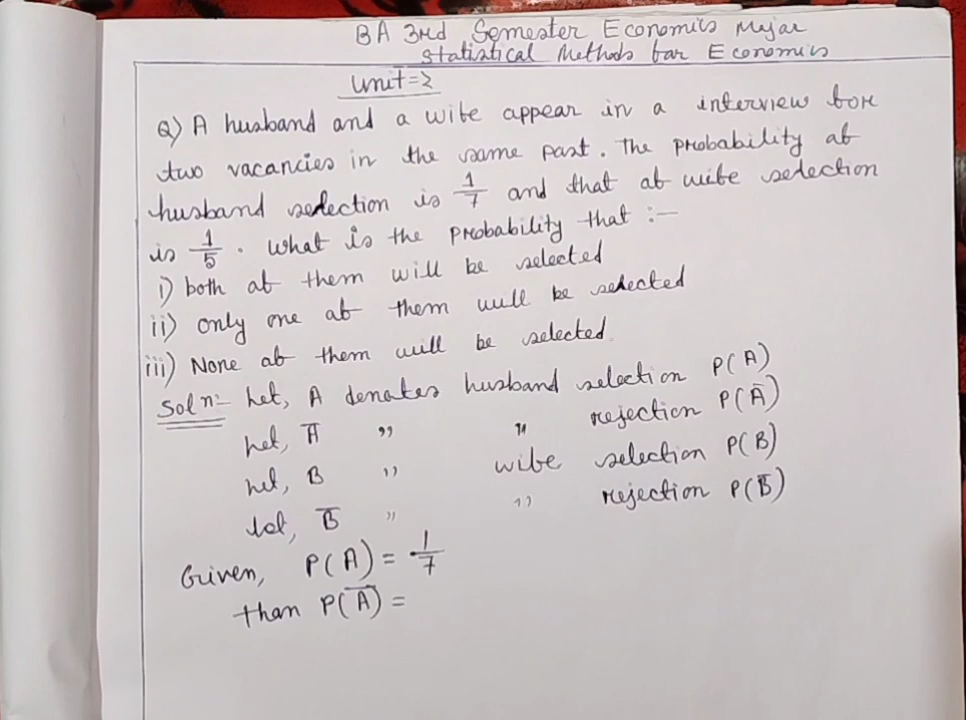 BA 3rd Semester Economics Major
Statistical Methods for Economics
Unit=2
Q) A husband and a wife appear in a interview for
two vacancies in the same post. The probability of
husband selection is 1/7 and that of wife selection
is 1/5. What is the probability that :-
i) both of them will be selected
ii) only one of them will be selected
iii) None of them will be selected.
Soln:- Let, A denotes husband selection P(A)
Let, Ā ,, ,, rejection P(Ā)
Let, B ,, wife selection P(B)
Let, B̄ ,, ,, rejection P(B̄)
Given, P(A) = 1/7
than P(Ā) =